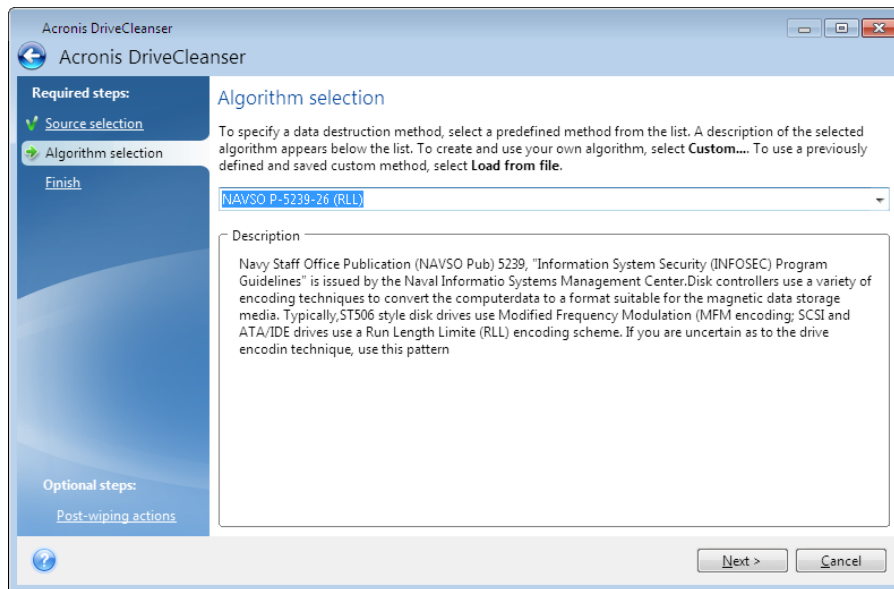 Acronis DriveCleanser
Acronis DriveCleanser
Required steps:
Source selection
Algorithm selection
Finish
Optional steps:
Post-wiping actions
Algorithm selection
To specify a data destruction method, select a predefined method from the list. A description of the selected
algorithm appears below the list. To create and use your own algorithm, select Custom.... To use a previously
defined and saved custom method, select Load from file.
NAVSO P-5239-26 (RLL)
Description
Navy Staff Office Publication (NAVSO Pub) 5239, "Information System Security (INFOSEC) Program
Guidelines" is issued by the Naval Informatio Systems Management Center.Disk controllers use a variety of
encoding techniques to convert the computerdata to a format suitable for the magnetic data storage
media. Typically,ST506 style disk drives use Modified Frequency Modulation (MFM encoding; SCSI and
ATA/IDE drives use a Run Length Limite (RLL) encoding scheme. If you are uncertain as to the drive
encodin technique, use this pattern
?
Next >
Cancel